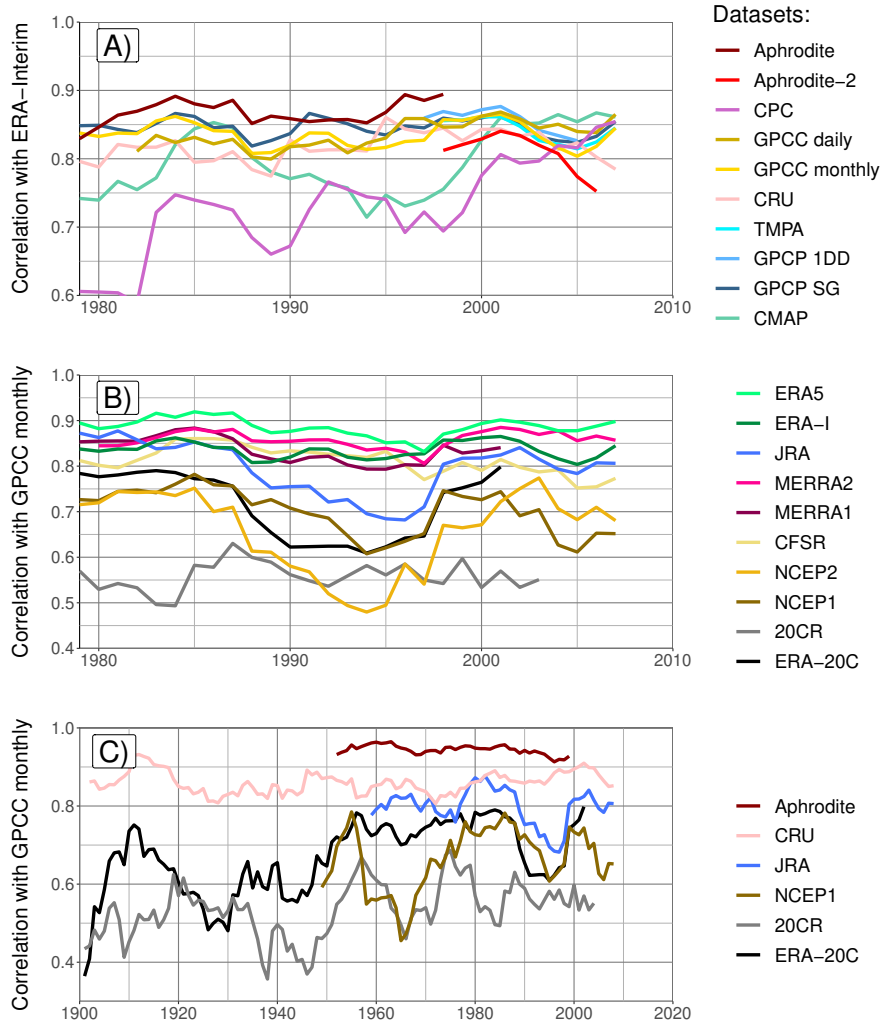 Datasets:
Correlation with ERA−Interim
A)
1.0
0.9
0.8
0.7
0.6
1980
1990
2000
2010
Aphrodite
Aphrodite−2
CPC
GPCC daily
GPCC monthly
CRU
TMPA
GPCP 1DD
GPCP SG
CMAP
Correlation with GPCC monthly
B)
1.0
0.9
0.8
0.7
0.6
0.5
0.4
1980
1990
2000
2010
ERA5
ERA−I
JRA
MERRA2
MERRA1
CFSR
NCEP2
NCEP1
20CR
ERA−20C
Correlation with GPCC monthly
C)
1.0
0.8
0.6
0.4
1900
1920
1940
1960
1980
2000
2020
Aphrodite
CRU
JRA
NCEP1
20CR
ERA−20C